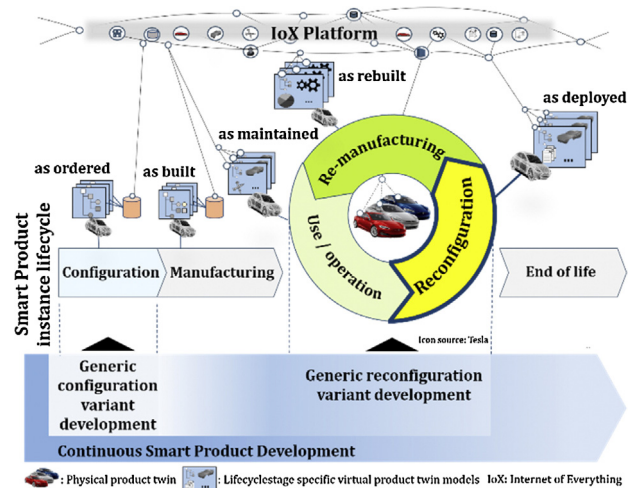 IoX Platform
as rebuilt
as deployed
as maintained
as ordered
as built
Re-manufacturing
Use / operation
Reconfiguration
Smart Product
instance lifecycle
Configuration
Manufacturing
End of life
Icon source: Tesla
Generic
configuration
variant
development
Generic reconfiguration
variant development
Continuous Smart Product Development
: Physical product twin
: Lifecyclestage specific virtual product twin models
IoX: Internet of Everything